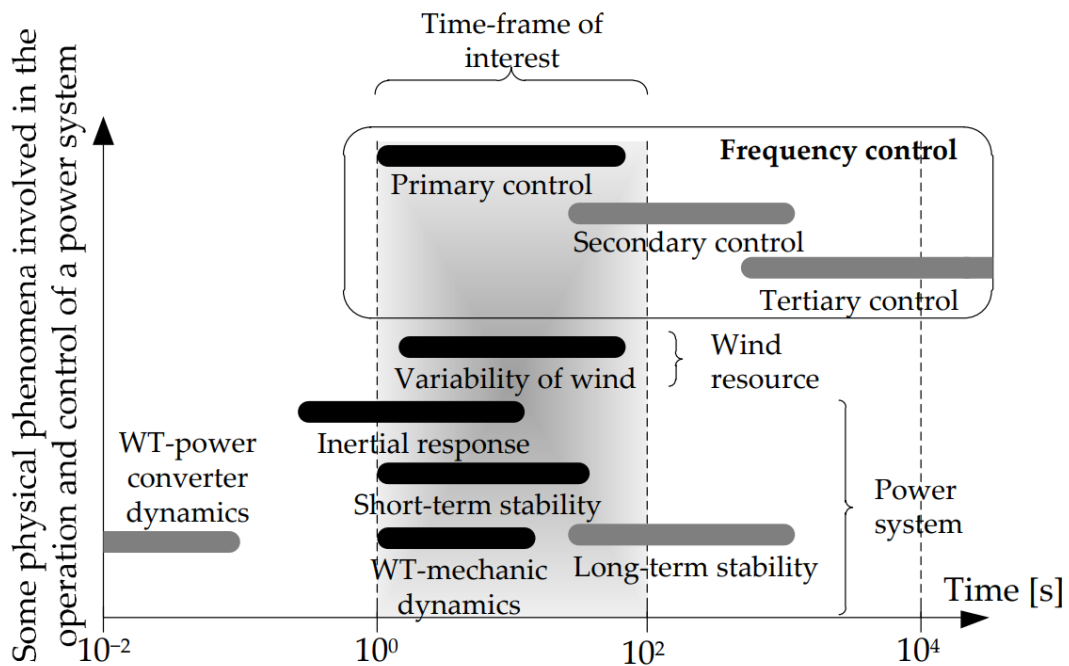 Some physical phenomena involved in the
operation and control of a power system
Time-frame of
interest
Frequency control
Primary control
Secondary control
Tertiary control
Variability of wind
Wind
resource
Inertial response
WT-power
converter
dynamics
Short-term stability
Power
system
WT-mechanic
dynamics
Long-term stability
Time [s]
10⁻²
10⁰
10²
10⁴